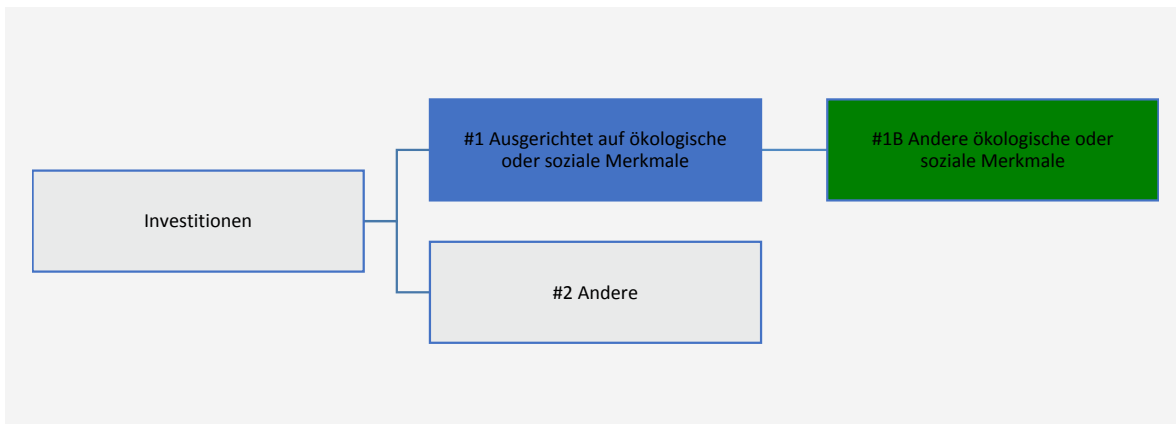 #1 Ausgerichtet auf ökologische
oder soziale Merkmale
#1B Andere ökologische oder
soziale Merkmale
Investitionen
#2 Andere